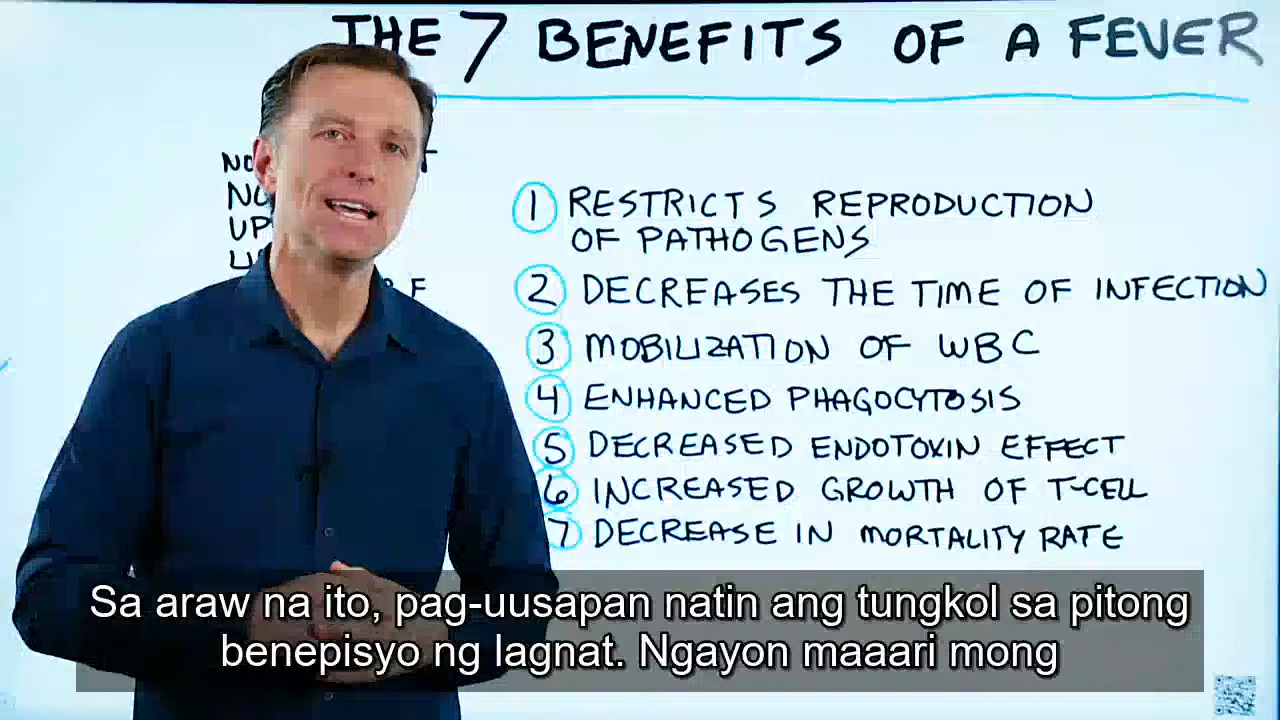 THE 7 BENEFITS OF A FEVER
① RESTRICTS REPRODUCTION
OF PATHOGENS
② DECREASES THE TIME OF INFECTION
③ MOBILIZATION OF WBC
④ ENHANCED PHAGOCYTOSIS
⑤ DECREASED ENDOTOXIN EFFECT
⑥ INCREASED GROWTH OF T-CELL
⑦ DECREASE IN MORTALITY RATE
Sa araw na ito, pag-uusapan natin ang tungkol sa pitong
benepisyo ng lagnat. Ngayon maaari mong